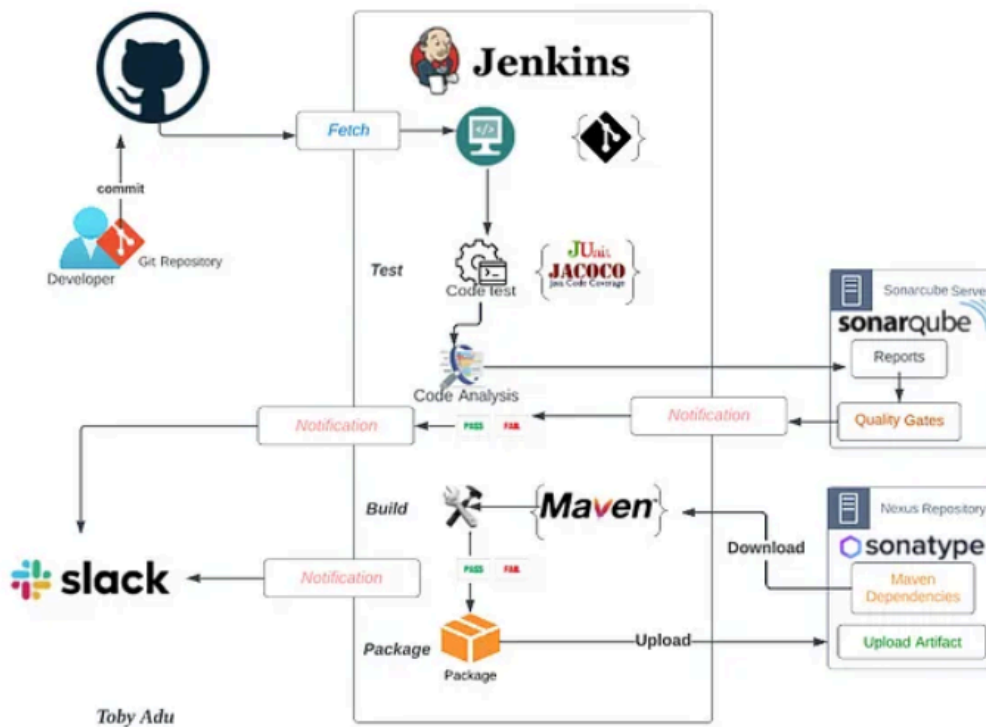 Jenkins
Fetch
commit
Git Repository
Developer
Test
JUnit
JACOCO
Java Code Coverage
Code test
Sonarcube Server
sonarqube
Reports
Code Analysis
Notification
PASS FAIL
Notification
Quality Gates
Build
Maven
Nexus Repository
sonatype
Download
Maven
Dependencies
slack
Notification
PASS FAIL
Package
Upload
Upload Artifact
Package
Toby Adu